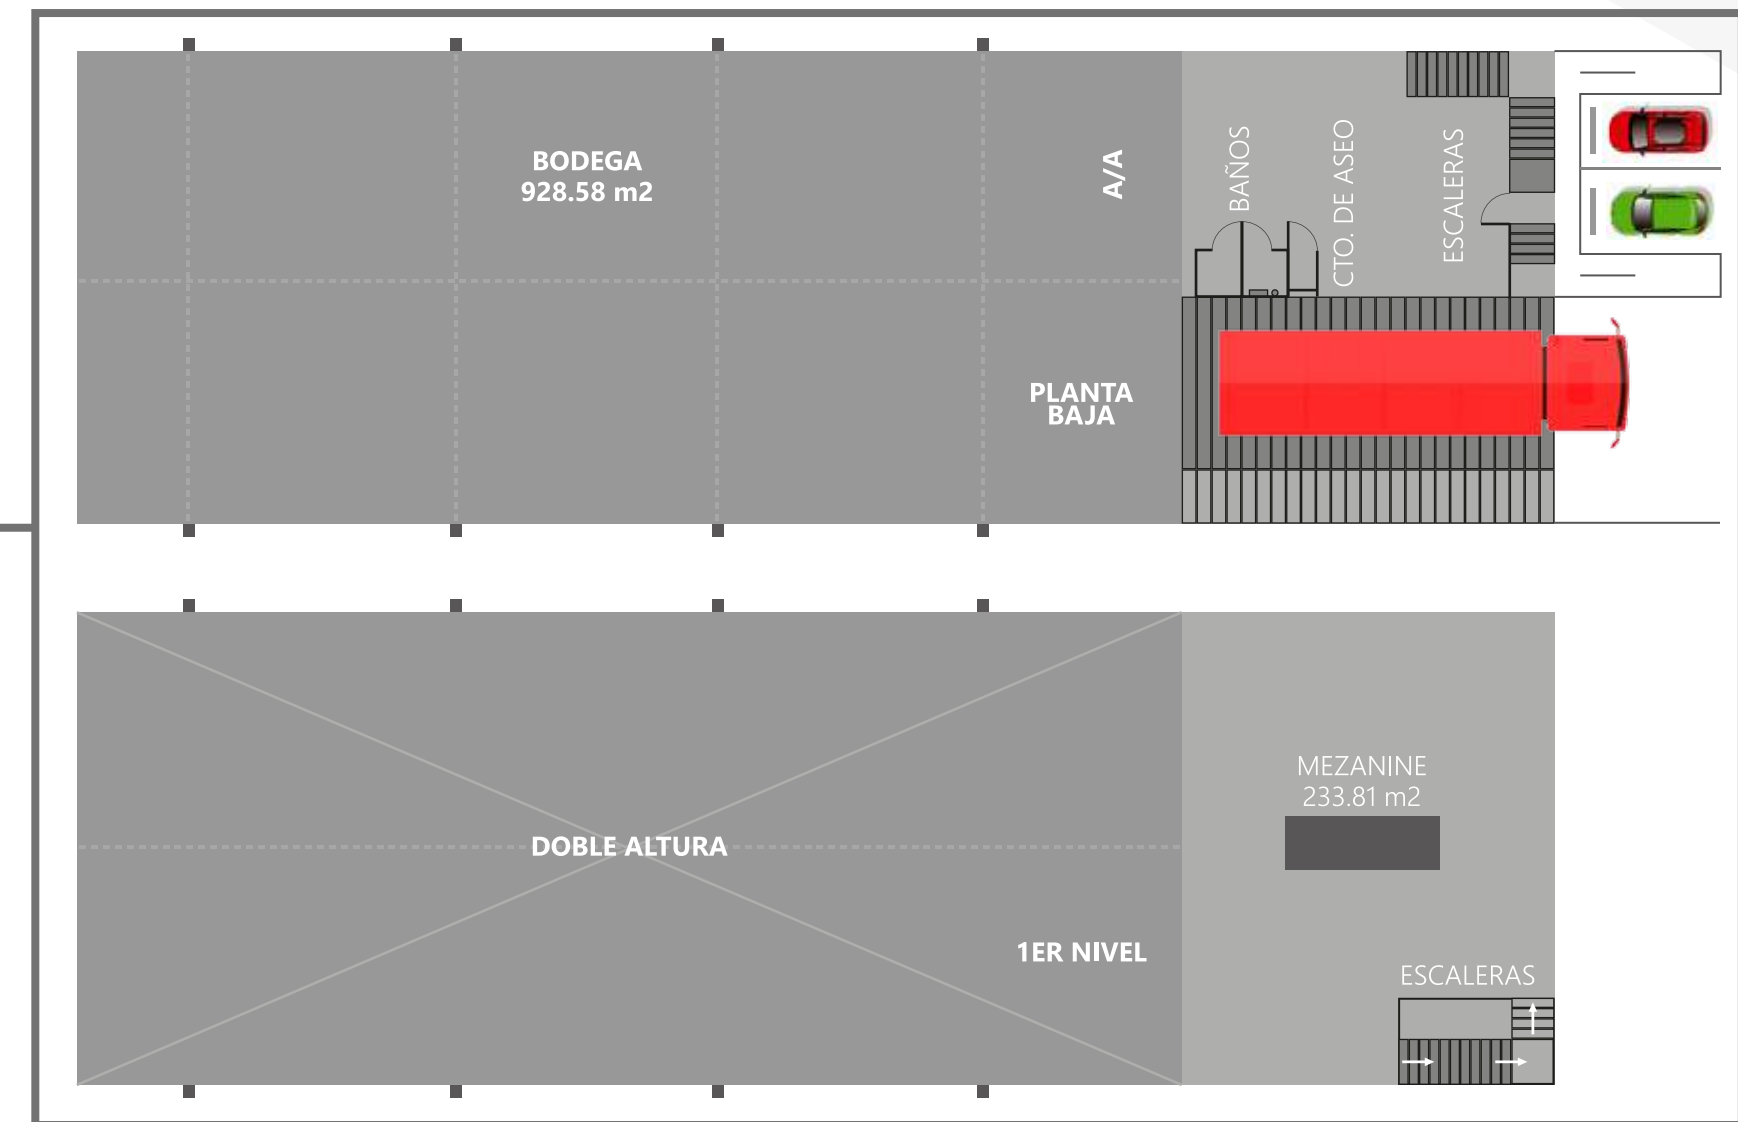 BODEGA
928.58 m2
A/A
BAÑOS
CTO. DE ASEO
ESCALERAS
PLANTA
BAJA
DOBLE ALTURA
1ER NIVEL
MEZANINE
233.81 m2
ESCALERAS